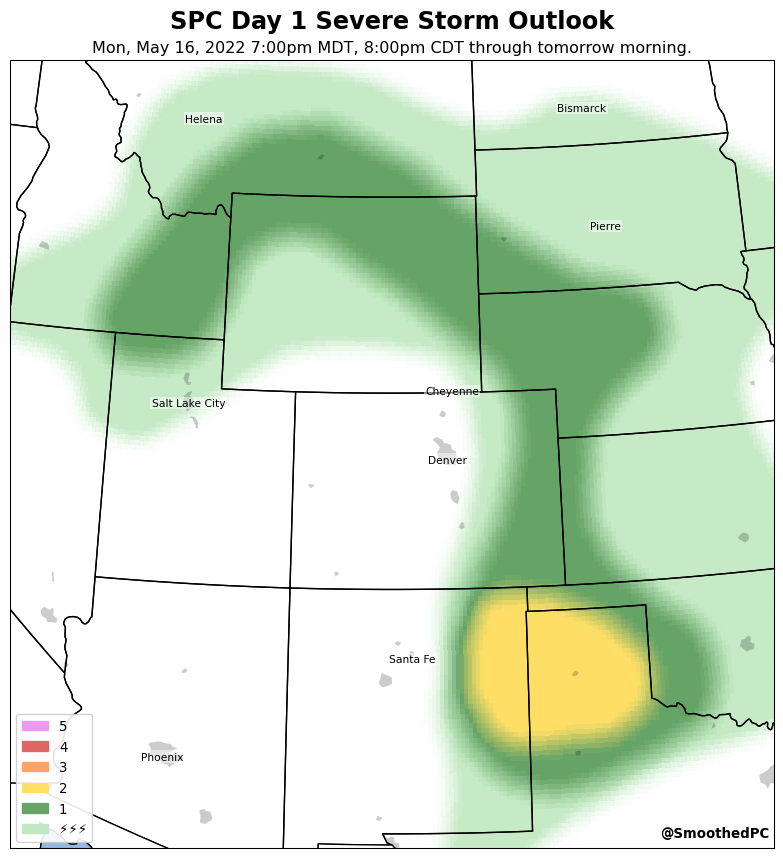 SPC Day 1 Severe Storm Outlook
Mon, May 16, 2022 7:00pm MDT, 8:00pm CDT through tomorrow morning.
Helena
Bismarck
Pierre
Cheyenne
Salt Lake City
Denver
Santa Fe
Phoenix
5
4
3
2
1
⚡⚡⚡
@SmoothedPC